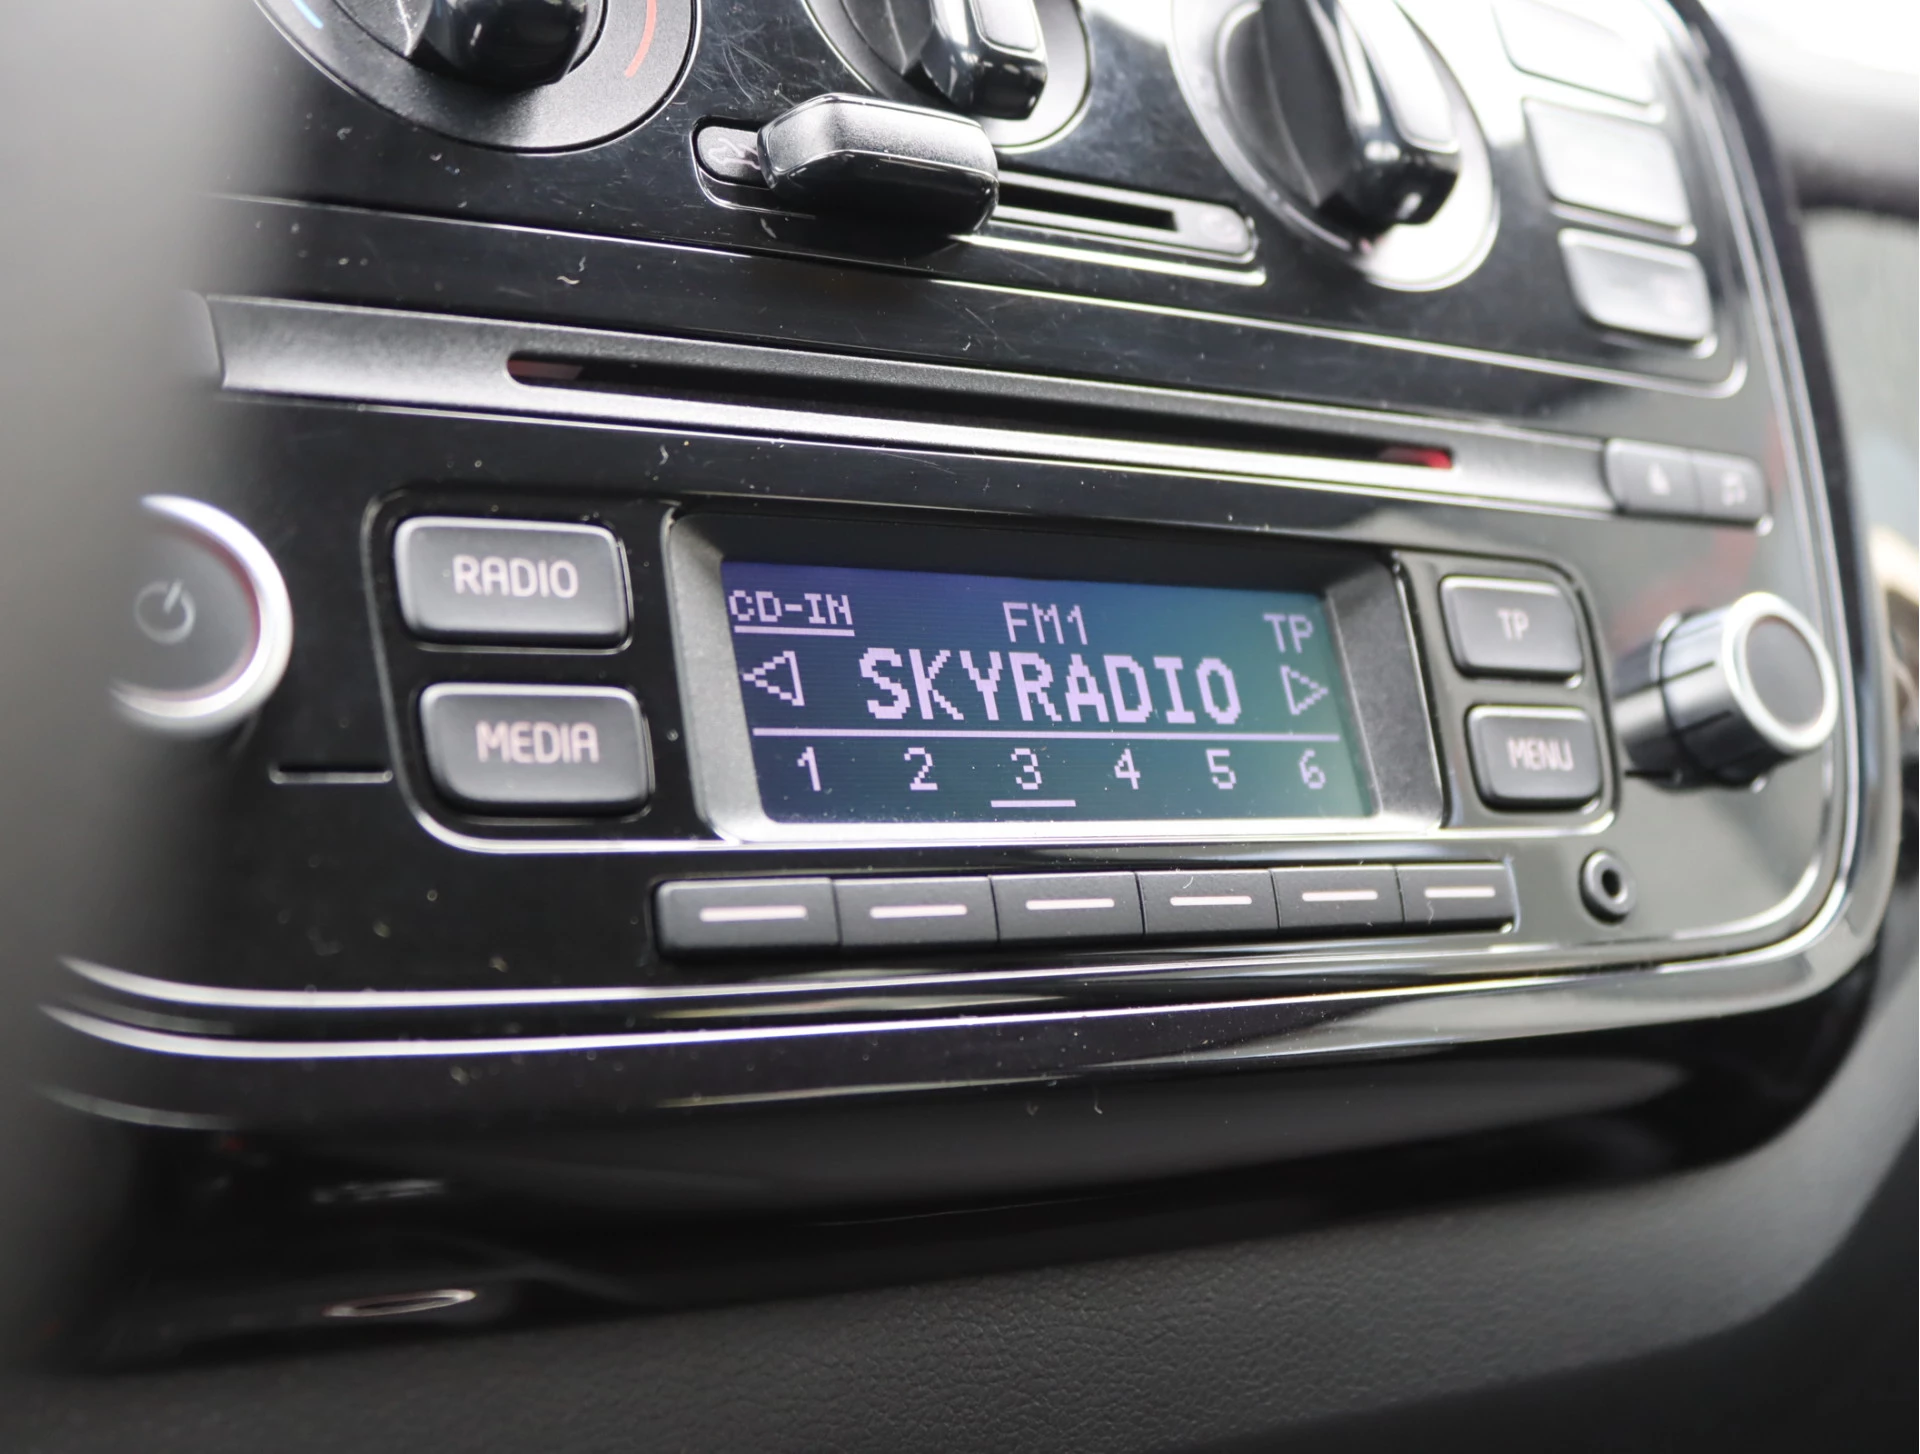 RADIO
MEDIA
CD-IN FM1 TP
SKYRADIO
1 2 3 4 5 6
TP
MENU